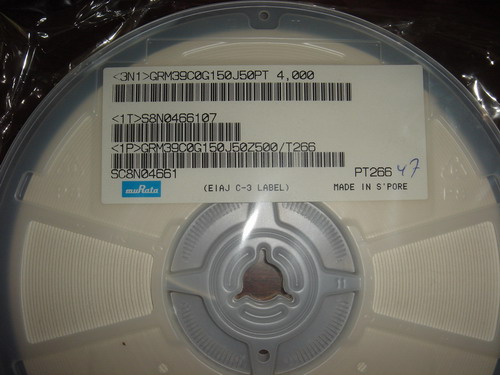 <3N1>GRM39C0G150J50PT 4,000
<1T>S8N0466107
<1P>GRM39C0G150J50Z500/T266
SC8N04661 PT266 47
muRata (EIAJ C-3 LABEL) MADE IN S'PORE